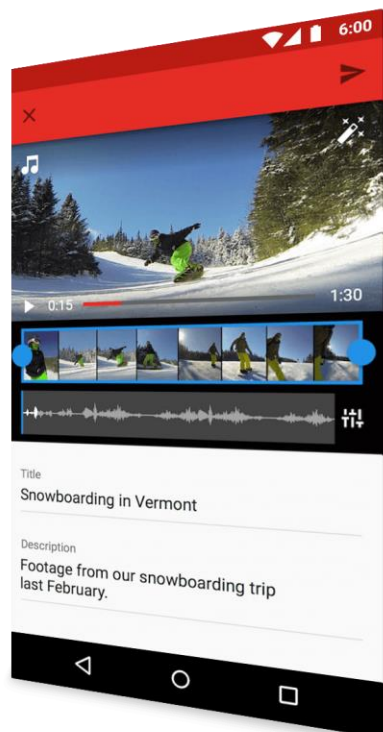 6:00
0:15
1:30
Title
Snowboarding in Vermont
Description
Footage from our snowboarding trip
last February.